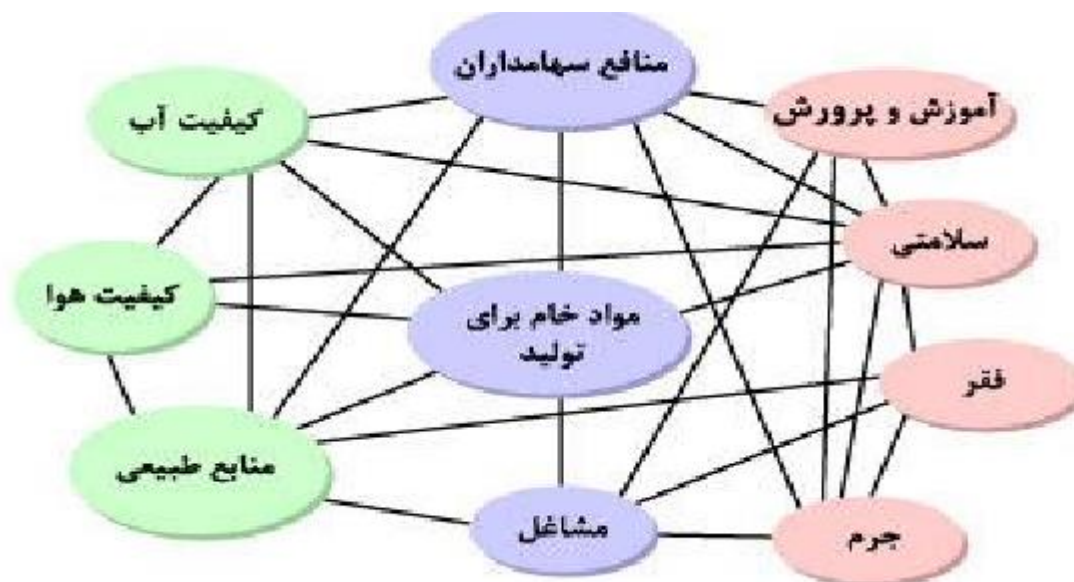 منافع سهامداران
آموزش و پرورش
کیفیت آب
سلامتی
کیفیت هوا
مواد خام برای
تولید
فقر
منابع طبیعی
مشاغل
جرم